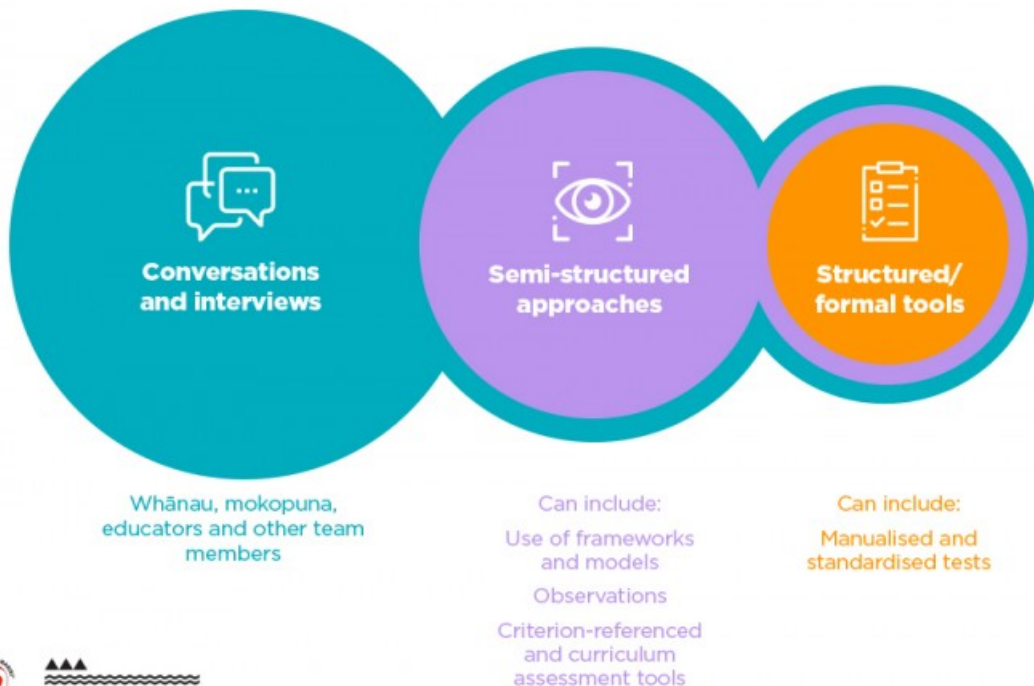 Conversations
and interviews
Semi-structured
approaches
Structured/
formal tools
Whānau, mokopuna,
educators and other team
members
Can include:
Use of frameworks
and models
Observations
Criterion-referenced
and curriculum
assessment tools
Can include:
Manualised and
standardised tests